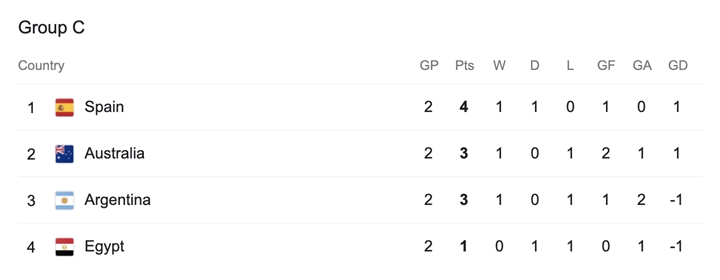 Group C
Country GP Pts W D L GF GA GD
1 Spain 2 4 1 1 0 1 0 1
2 Australia 2 3 1 0 1 2 1 1
3 Argentina 2 3 1 0 1 1 2 -1
4 Egypt 2 1 0 1 1 0 1 -1